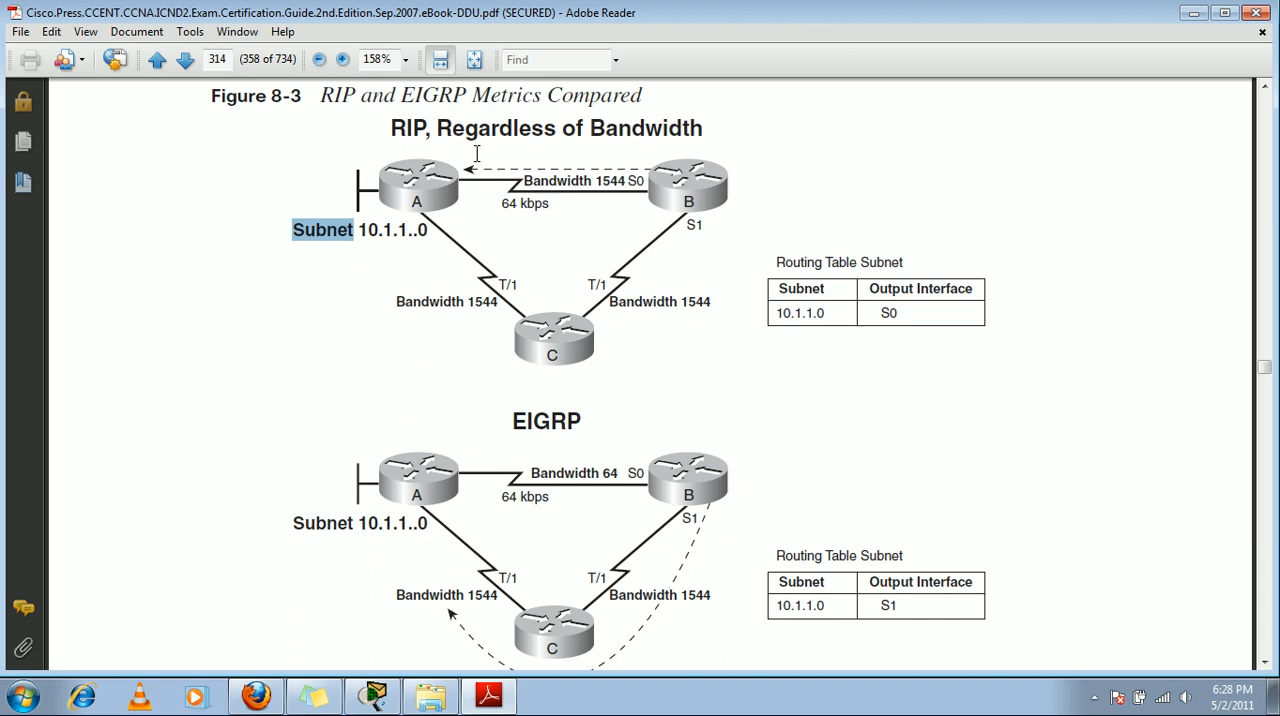 Cisco.Press.CCENT.CCNA.ICND2.Exam.Certification.Guide.2nd.Edition.Sep.2007.eBook-DDU.pdf (SECURED) - Adobe Reader
File Edit View Document Tools Window Help
314 (358 of 734) 158% Find
Figure 8-3 RIP and EIGRP Metrics Compared
RIP, Regardless of Bandwidth
Bandwidth 1544 S0
A
B
64 kbps
Subnet 10.1.1..0
S1
Routing Table Subnet
T/1
T/1
Subnet Output Interface
Bandwidth 1544
Bandwidth 1544
10.1.1.0 S0
C
EIGRP
Bandwidth 64 S0
A
B
64 kbps
Subnet 10.1.1..0
S1
Routing Table Subnet
T/1
T/1
Subnet Output Interface
Bandwidth 1544
Bandwidth 1544
10.1.1.0 S1
C
6:28 PM
5/2/2011